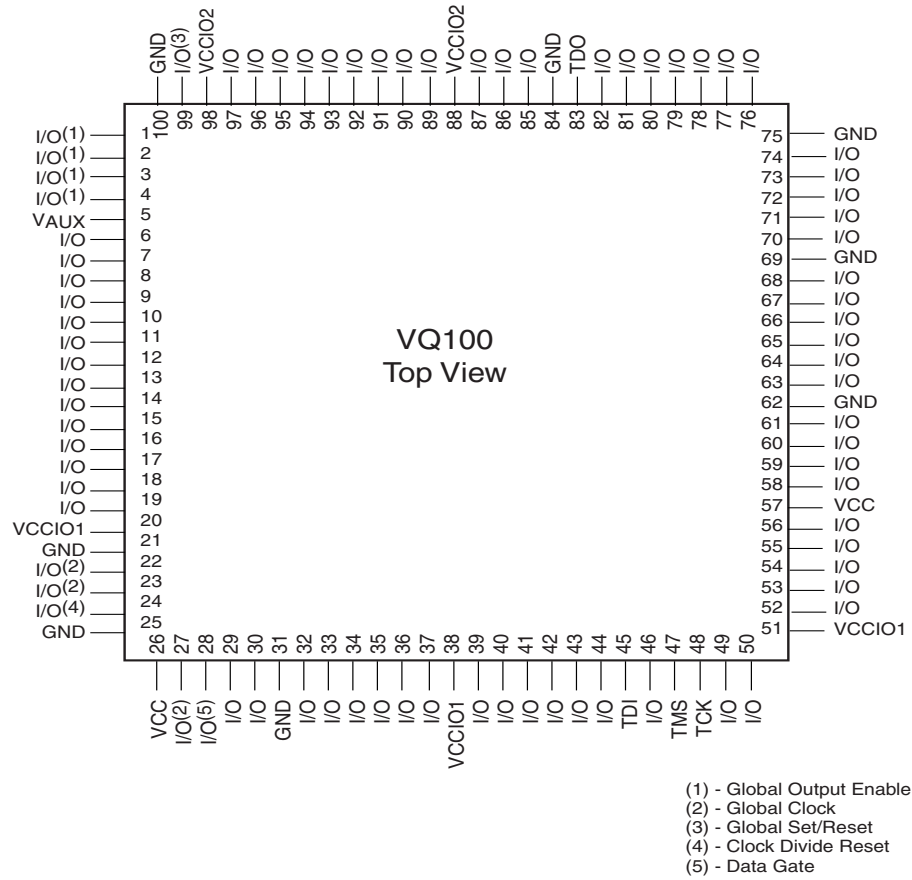 GND
I/O(3)
VCCIO2
I/O
I/O
I/O
I/O
I/O
I/O
I/O
I/O
I/O
VCCIO2
I/O
I/O
I/O
GND
TDO
I/O
I/O
I/O
I/O
I/O
I/O
I/O
100
99
98
97
96
95
94
93
92
91
90
89
88
87
86
85
84
83
82
81
80
79
78
77
76
I/O(1) 1
I/O(1) 2
I/O(1) 3
I/O(1) 4
VAUX 5
I/O 6
I/O 7
I/O 8
I/O 9
I/O 10
I/O 11
I/O 12
I/O 13
I/O 14
I/O 15
I/O 16
I/O 17
I/O 18
I/O 19
VCCIO1 20
GND 21
I/O(2) 22
I/O(2) 23
I/O(4) 24
GND 25
VQ100
Top View
75 GND
74 I/O
73 I/O
72 I/O
71 I/O
70 I/O
69 GND
68 I/O
67 I/O
66 I/O
65 I/O
64 I/O
63 I/O
62 GND
61 I/O
60 I/O
59 I/O
58 I/O
57 VCC
56 I/O
55 I/O
54 I/O
53 I/O
52 I/O
51 VCCIO1
26
27
28
29
30
31
32
33
34
35
36
37
38
39
40
41
42
43
44
45
46
47
48
49
50
VCC
I/O(2)
I/O(5)
I/O
I/O
GND
I/O
I/O
I/O
I/O
I/O
I/O
VCCIO1
I/O
I/O
I/O
I/O
I/O
I/O
TDI
I/O
TMS
TCK
I/O
I/O
(1) - Global Output Enable
(2) - Global Clock
(3) - Global Set/Reset
(4) - Clock Divide Reset
(5) - Data Gate